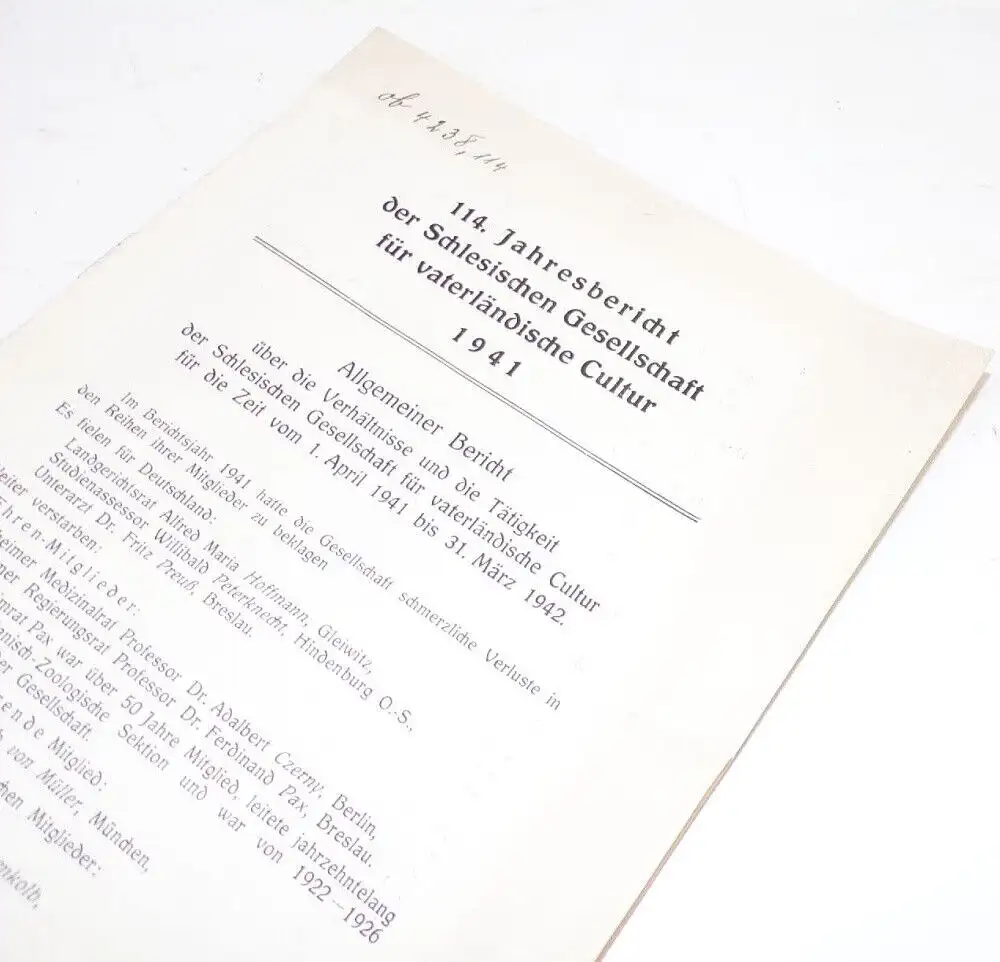 ob 4238,114
114. Jahresbericht
der Schlesischen Gesellschaft
für vaterländische Cultur
1941
Allgemeiner Bericht
über die Verhältnisse und die Tätigkeit
der Schlesischen Gesellschaft für vaterländische Cultur
für die Zeit vom 1. April 1941 bis 31. März 1942.
Im Berichtsjahr 1941 hatte die Gesellschaft schmerzliche Verluste in
den Reihen ihrer Mitglieder zu beklagen
Es fielen für Deutschland:
Landgerichtsrat Alfred Maria Hoffmann, Gleiwitz,
Studienassessor Willibald Peterknecht, Hindenburg O.-S.,
Unterarzt Dr. Fritz Preuß, Breslau.
verstarben:
Ehren-Mitglieder:
Medizinalrat Professor Dr. Adalbert Czerny, Berlin,
Regierungsrat Professor Dr. Ferdinand Pax, Breslau.
Pax war über 50 Jahre Mitglied, leitete jahrzehntelang
Zoologische Sektion und war von 1922—1926
der Gesellschaft.
Mitglied:
von Müller, München,
Mitglieder: